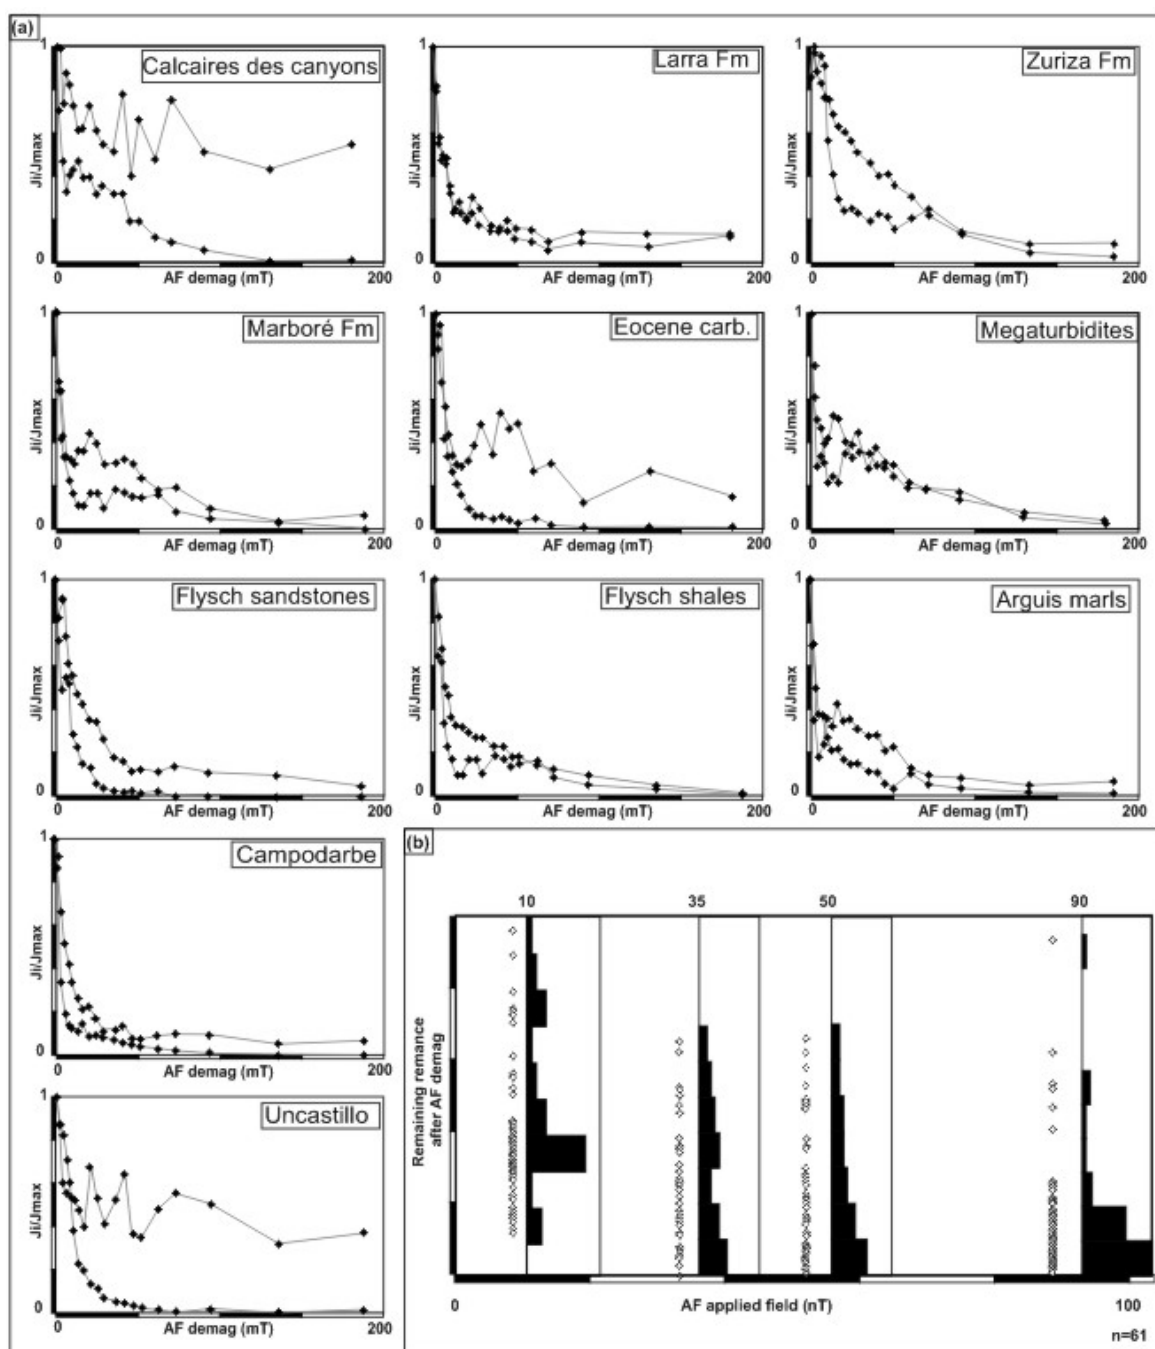 (a)
Calcaires des canyons
1
Ji/Jmax
0
0
AF demag (mT)
200
Larra Fm
1
Ji/Jmax
0
0
AF demag (mT)
200
Zuriza Fm
1
Ji/Jmax
0
0
AF demag (mT)
200
Marboré Fm
1
Ji/Jmax
0
0
AF demag (mT)
200
Eocene carb.
1
Ji/Jmax
0
0
AF demag (mT)
200
Megaturbidites
1
Ji/Jmax
0
0
AF demag (mT)
200
Flysch sandstones
1
Ji/Jmax
0
0
AF demag (mT)
200
Flysch shales
1
Ji/Jmax
0
0
AF demag (mT)
200
Arguis marls
1
Ji/Jmax
0
0
AF demag (mT)
200
Campodarbe
1
Ji/Jmax
0
0
AF demag (mT)
200
Uncastillo
1
Ji/Jmax
0
0
AF demag (mT)
200
(b)
10
35
50
90
Remaining remance
after AF demag
0
AF applied field (nT)
100
n=61